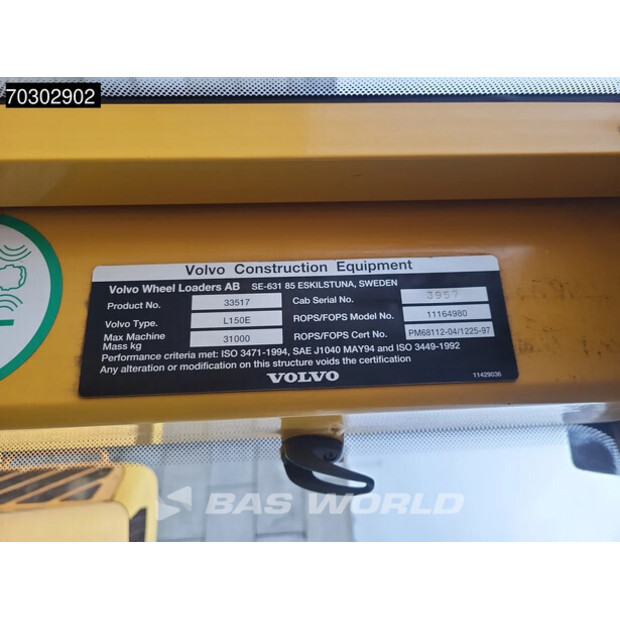 70302902
Volvo Construction Equipment
Volvo Wheel Loaders AB SE-631 85 ESKILSTUNA, SWEDEN
Product No. 33517 Cab Serial No. 3957
Volvo Type. L150E ROPS/FOPS Model No. 11164980
Max Machine Mass kg 31000 ROPS/FOPS Cert No. PM68112-04/1225-97
Performance criteria met: ISO 3471-1994, SAE J1040 MAY94 and ISO 3449-1992
Any alteration or modification on this structure voids the certification
VOLVO 11429036
BAS WORLD